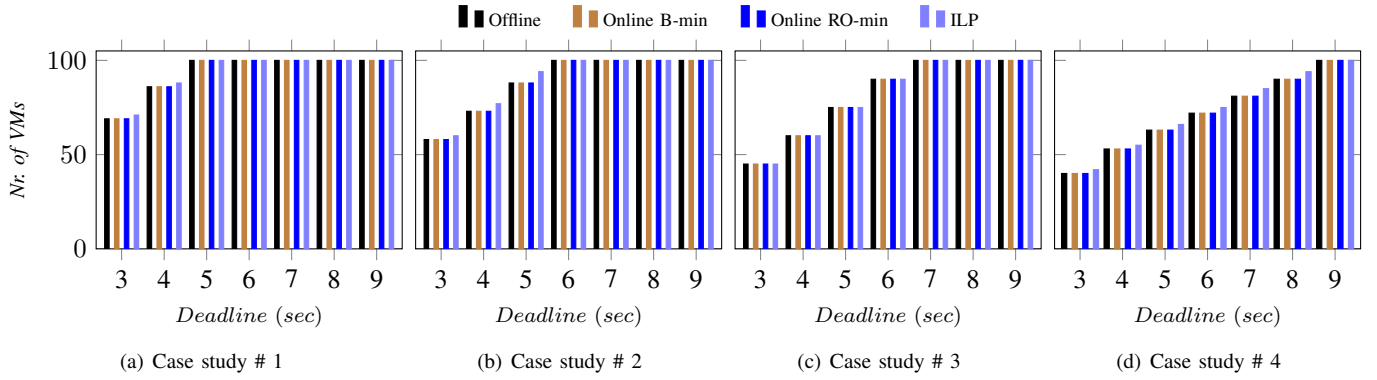 Offline Online B-min Online RO-min ILP
100
50
0
Nr. of VMs
3 4 5 6 7 8 9
3 4 5 6 7 8 9
3 4 5 6 7 8 9
3 4 5 6 7 8 9
Deadline (sec)
Deadline (sec)
Deadline (sec)
Deadline (sec)
(a) Case study # 1
(b) Case study # 2
(c) Case study # 3
(d) Case study # 4